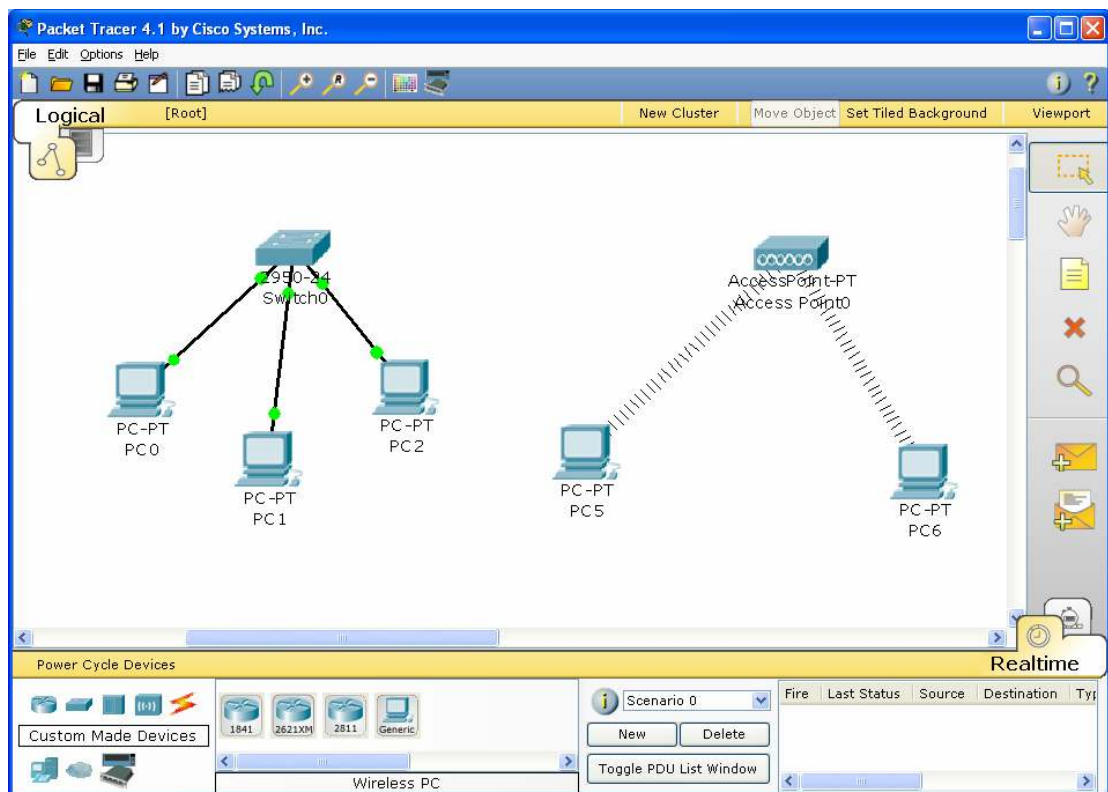 Packet Tracer 4.1 by Cisco Systems, Inc.
File Edit Options Help
Logical [Root] New Cluster Move Object Set Tiled Background Viewport
2950-24
Switch0
AccessPoint-PT
Access Point0
PC-PT
PC0
PC-PT
PC1
PC-PT
PC2
PC-PT
PC5
PC-PT
PC6
Power Cycle Devices
Realtime
Custom Made Devices
1841 2621XM 2811 Generic
Wireless PC
Scenario 0
New Delete
Toggle PDU List Window
Fire Last Status Source Destination Typ